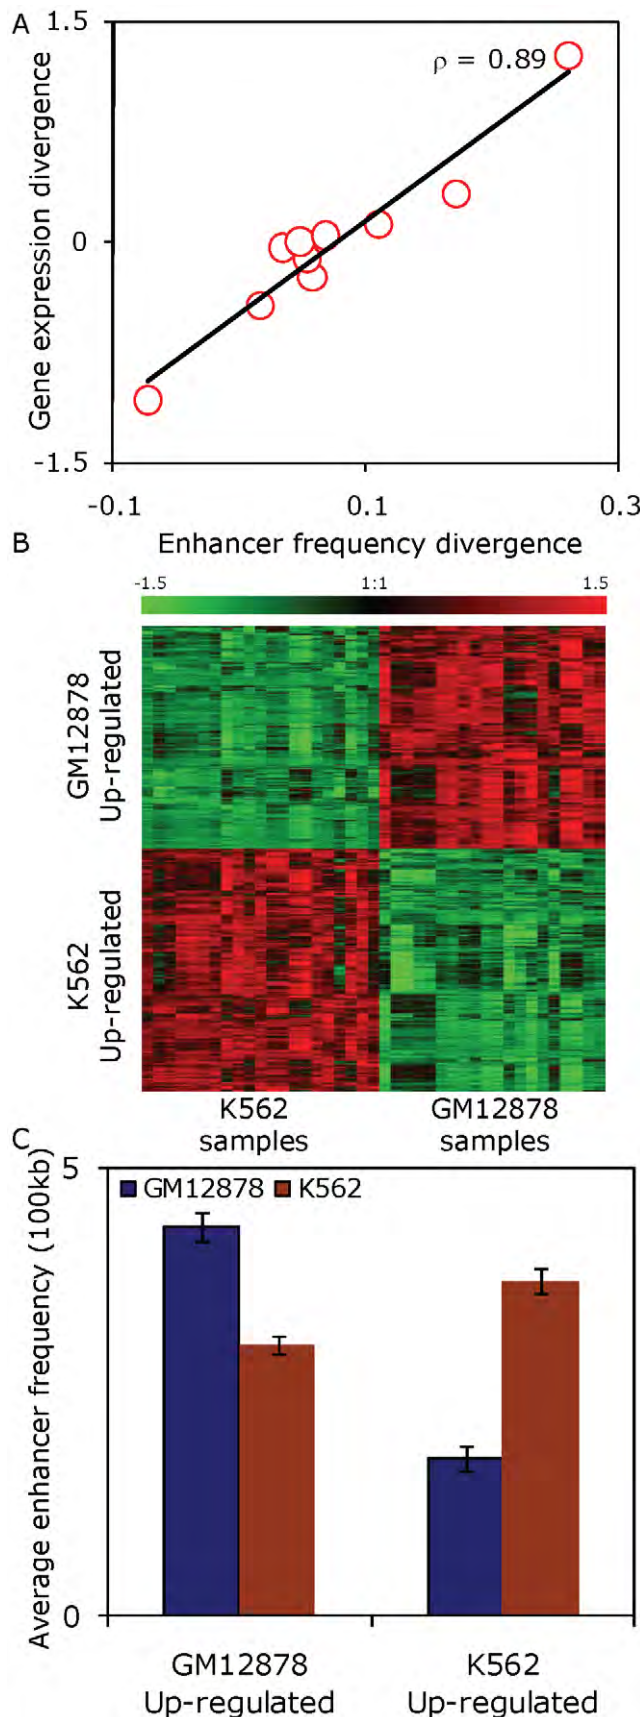 A
1.5
ρ = 0.89
Gene expression divergence
0
-1.5
-0.1
0.1
0.3
Enhancer frequency divergence
B
-1.5
1:1
1.5
GM12878
Up-regulated
K562
Up-regulated
K562
samples
GM12878
samples
C
5
GM12878
K562
Average enhancer frequency (100kb)
0
GM12878
Up-regulated
K562
Up-regulated